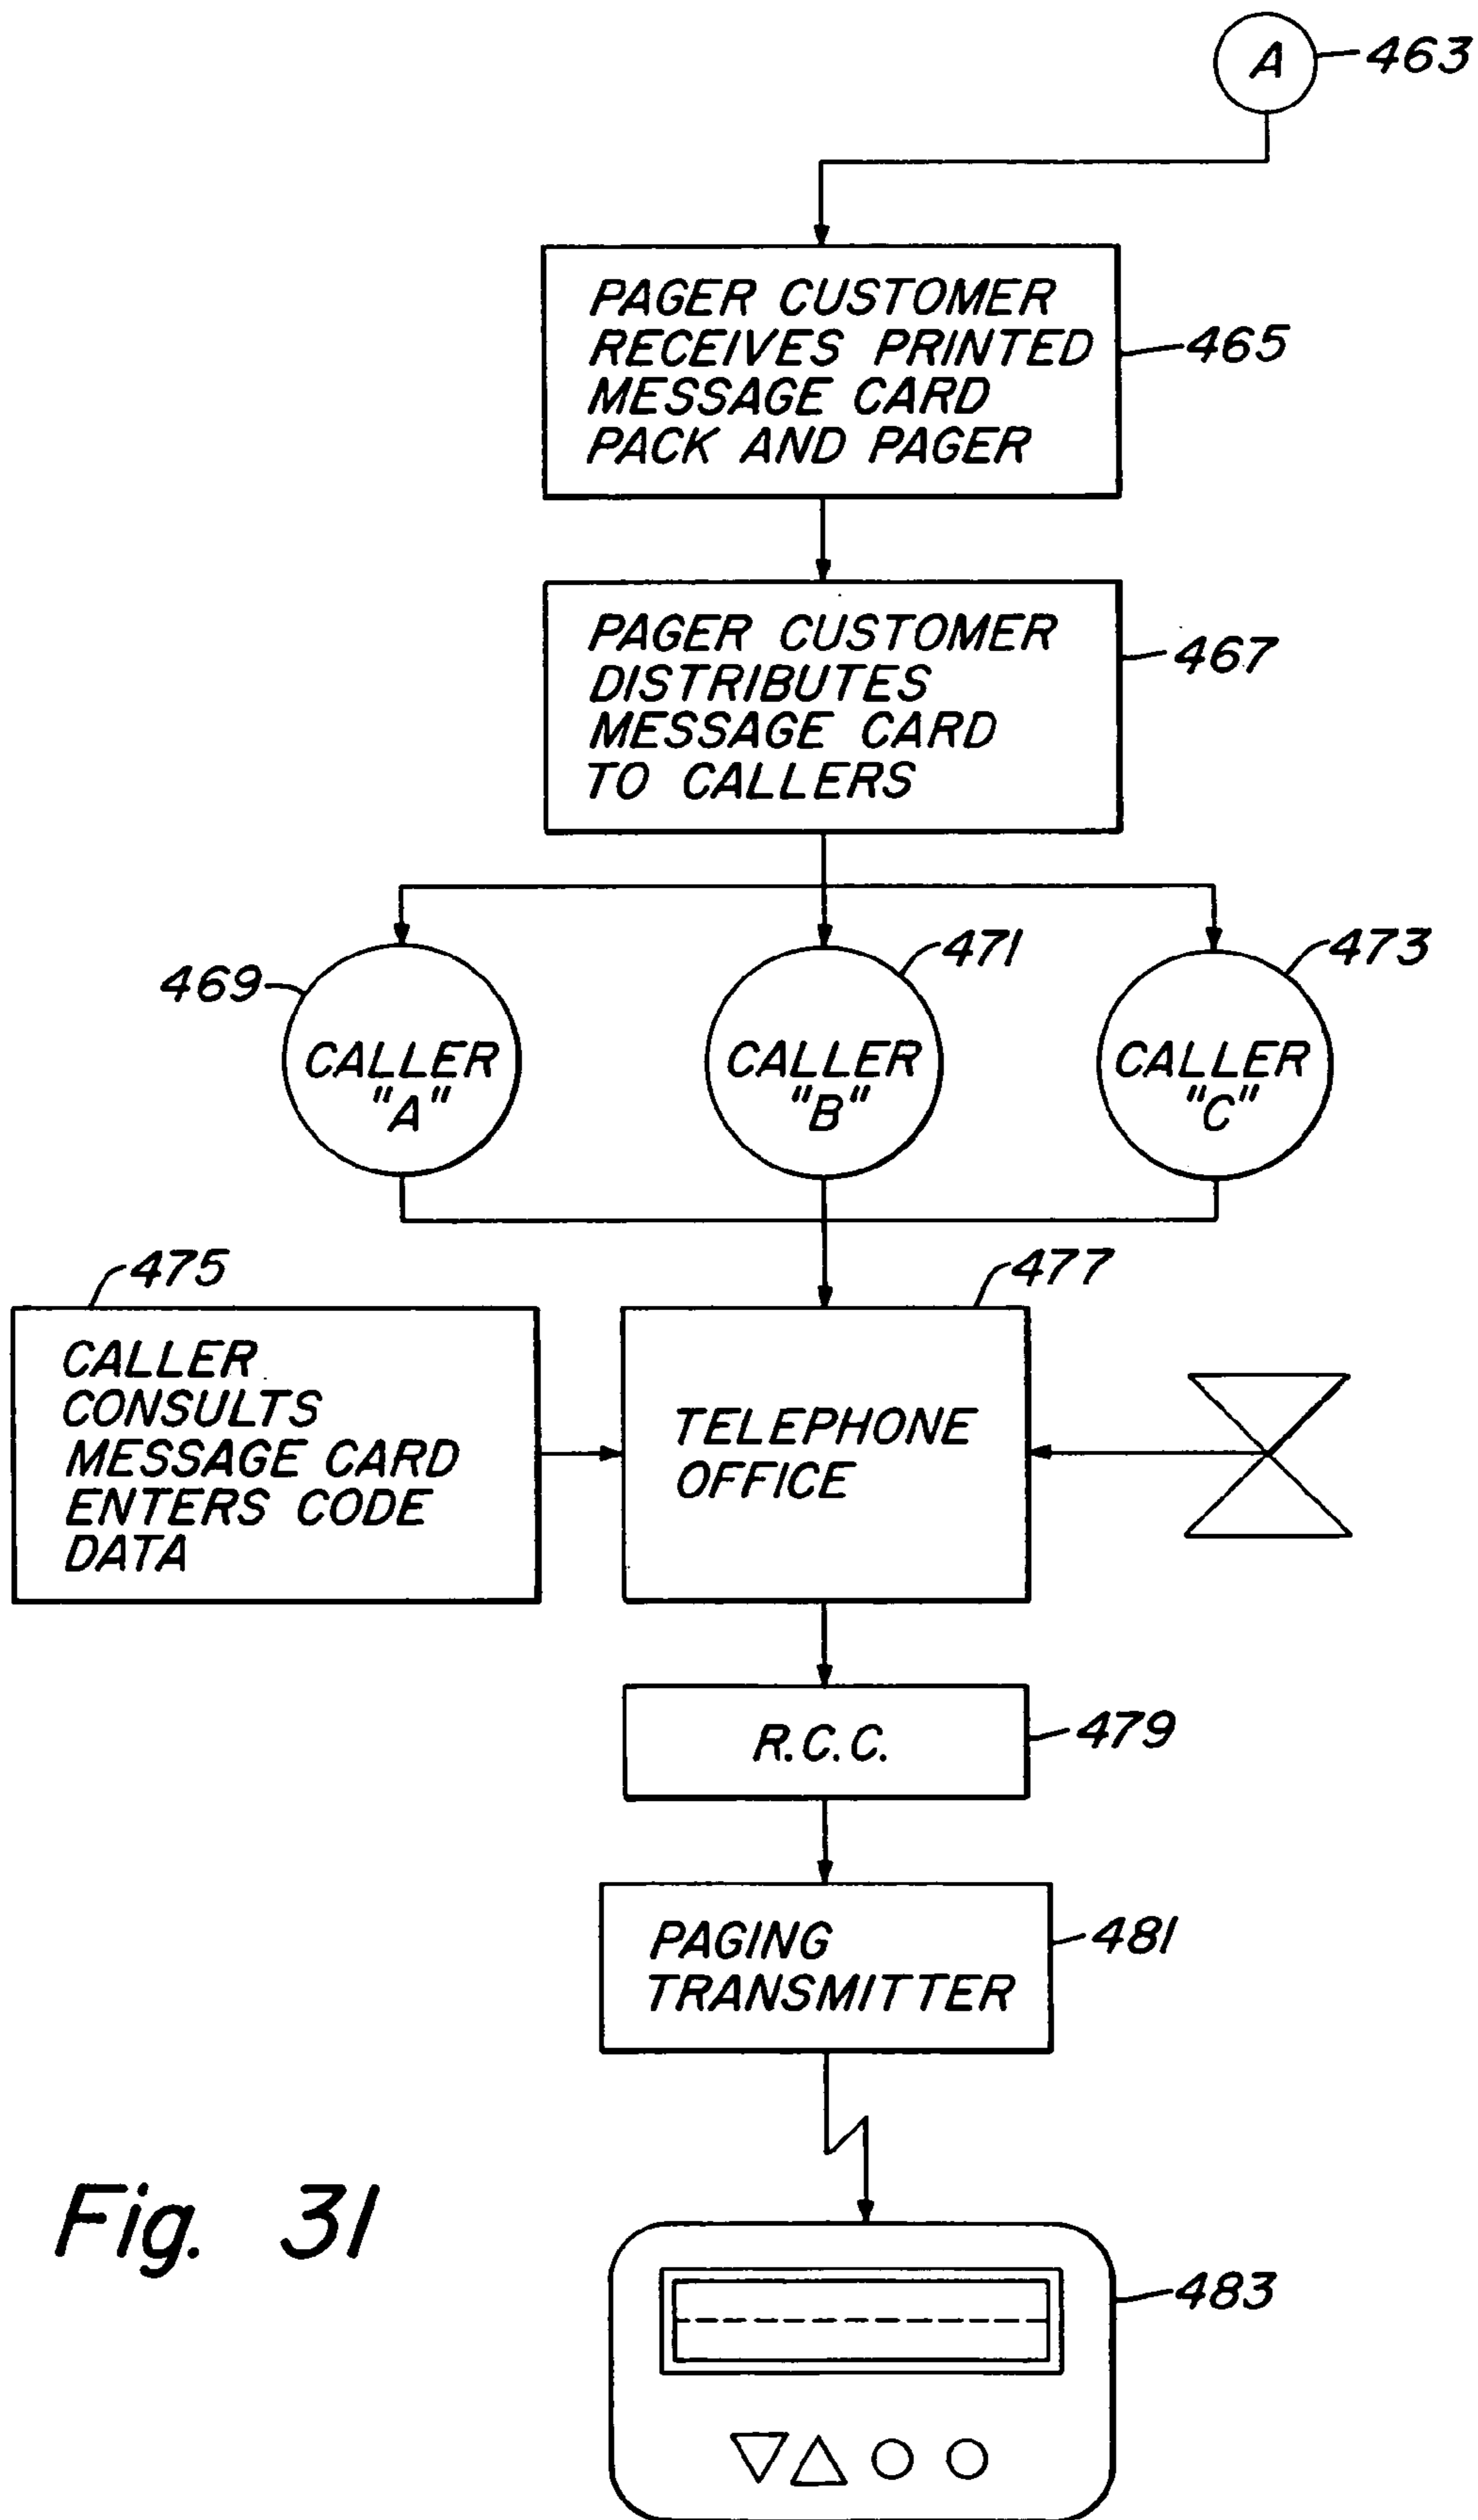 A
463
PAGER CUSTOMER
RECEIVES PRINTED
MESSAGE CARD
PACK AND PAGER
465
PAGER CUSTOMER
DISTRIBUTES
MESSAGE CARD
TO CALLERS
467
469
CALLER
"A"
471
CALLER
"B"
473
CALLER
"C"
475
CALLER
CONSULTS
MESSAGE CARD
ENTERS CODE
DATA
477
TELEPHONE
OFFICE
R.C.C.
479
PAGING
TRANSMITTER
481
Fig. 31
483